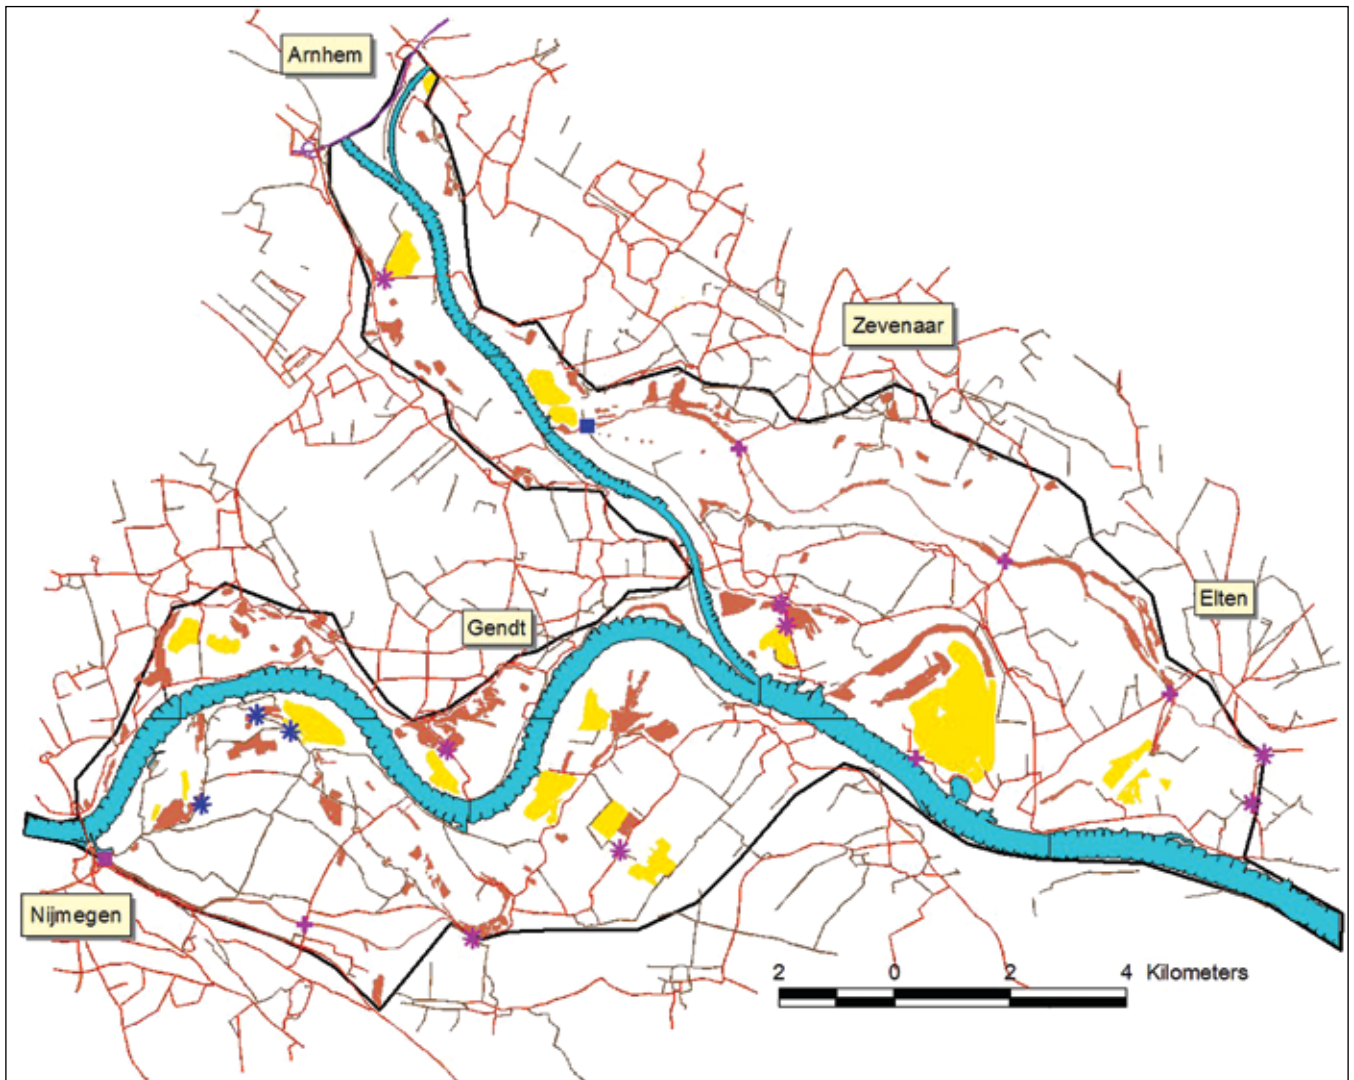 Arnhem
Zevenaar
Elten
Gendt
Nijmegen
2 0 2 4 Kilometers